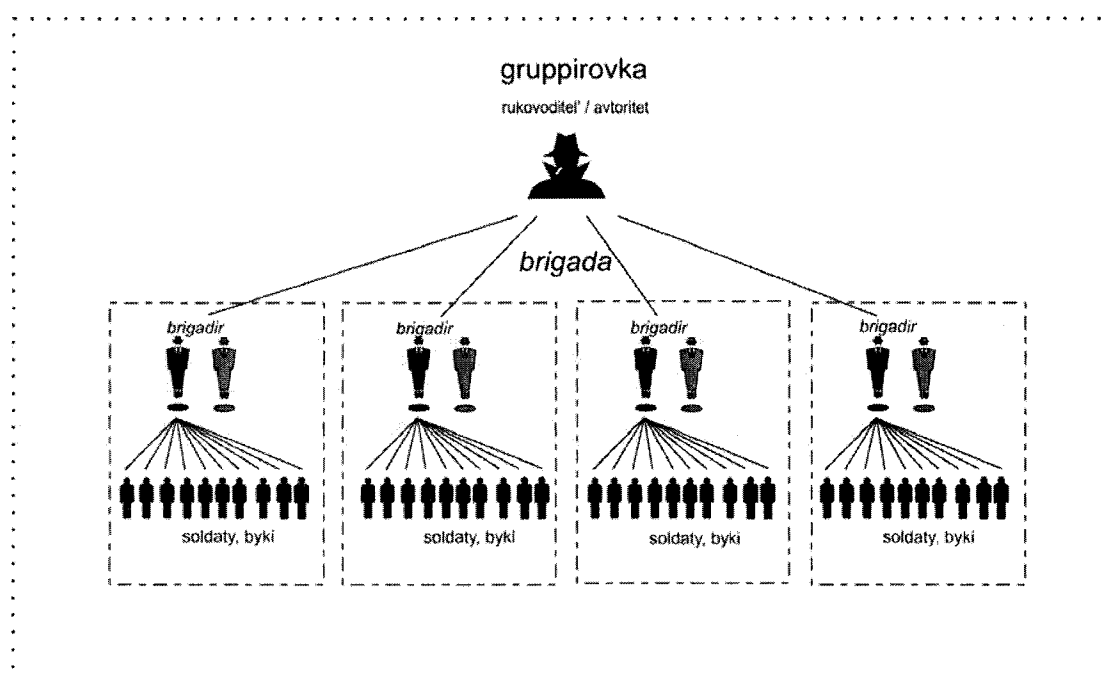 gruppirovka
rukovoditel' / avtoritet
brigada
brigadir
brigadir
brigadir
brigadir
soldaty, byki
soldaty, byki
soldaty, byki
soldaty, byki